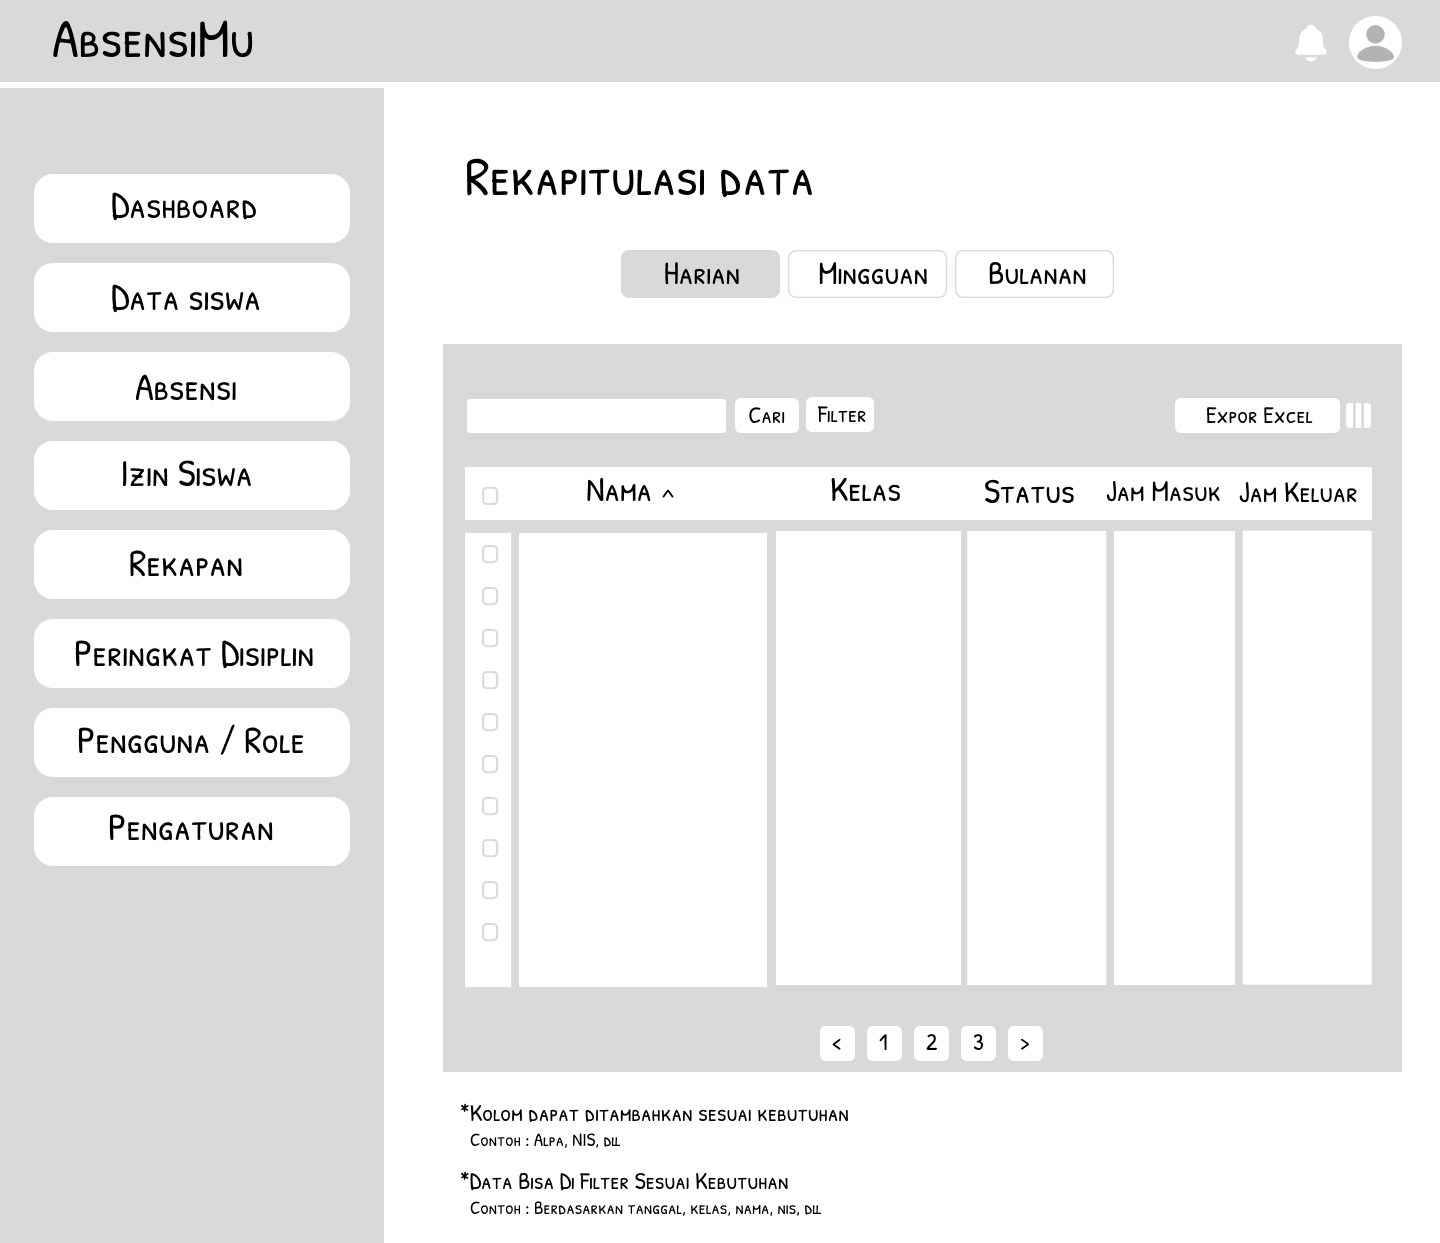 AbsensiMu
Dashboard
Data siswa
Absensi
Izin Siswa
Rekapan
Peringkat Disiplin
Pengguna / Role
Pengaturan
Rekapitulasi data
Harian Mingguan Bulanan
Cari Filter Expor Excel
Nama ^ Kelas Status Jam Masuk Jam Keluar
< 1 2 3 >
*Kolom dapat ditambahkan sesuai kebutuhan
Contoh : Alpa, NIS, dll
*Data Bisa Di Filter Sesuai Kebutuhan
Contoh : Berdasarkan tanggal, kelas, nama, nis, dll